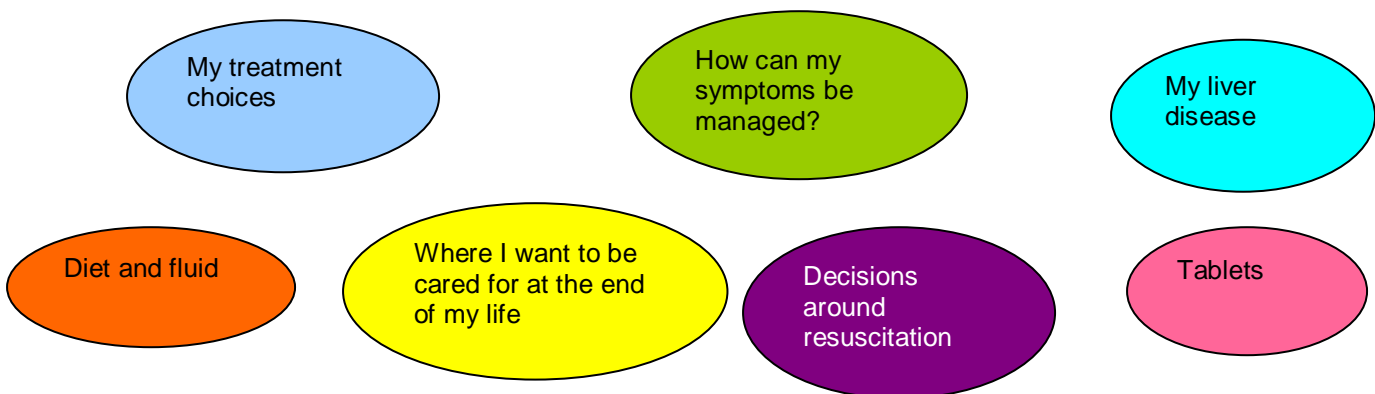 My treatment
choices
How can my
symptoms be
managed?
My liver
disease
Diet and fluid
Where I want to be
cared for at the end
of my life
Decisions
around
resuscitation
Tablets